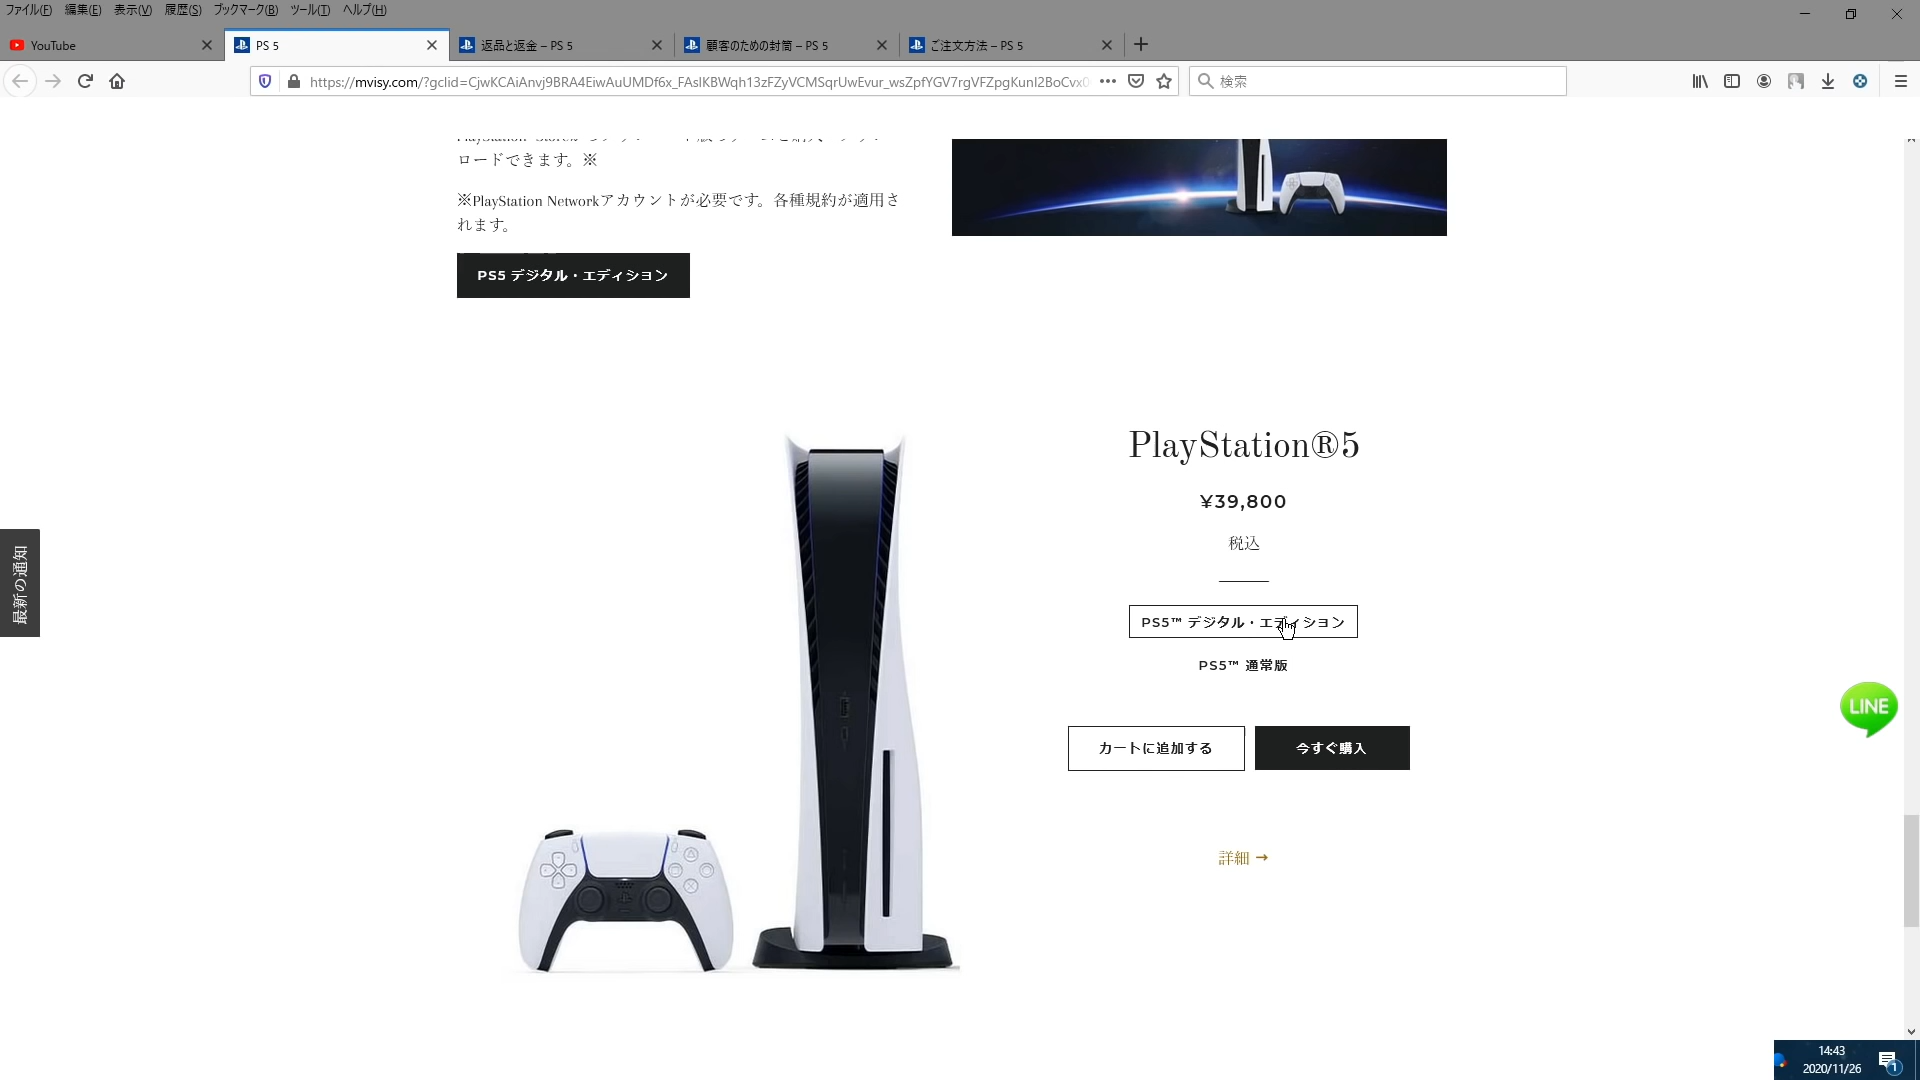 ファイル(F) 編集(E) 表示(V) 履歴(S) ブックマーク(B) ツール(T) ヘルプ(H)
YouTube
PS 5
返品と返金 – PS 5
顧客のための封筒 – PS 5
ご注文方法 – PS 5
https://mvisy.com/?gclid=CjwKCAiAnvj9BRA4EiwAuUMDf6x_FAsIKBWqh13zFZyVCMSqrUwEvur_wsZpfYGV7rgVFZpgKunI2BoCvx0
検索
ロードできます。※
※PlayStation Networkアカウントが必要です。各種規約が適用さ
れます。
PS5 デジタル・エディション
PlayStation®5
¥39,800
税込
PS5™ デジタル・エディション
PS5™ 通常版
カートに追加する
今すぐ購入
詳細 →
最新の通知
LINE
14:43
2020/11/26
1